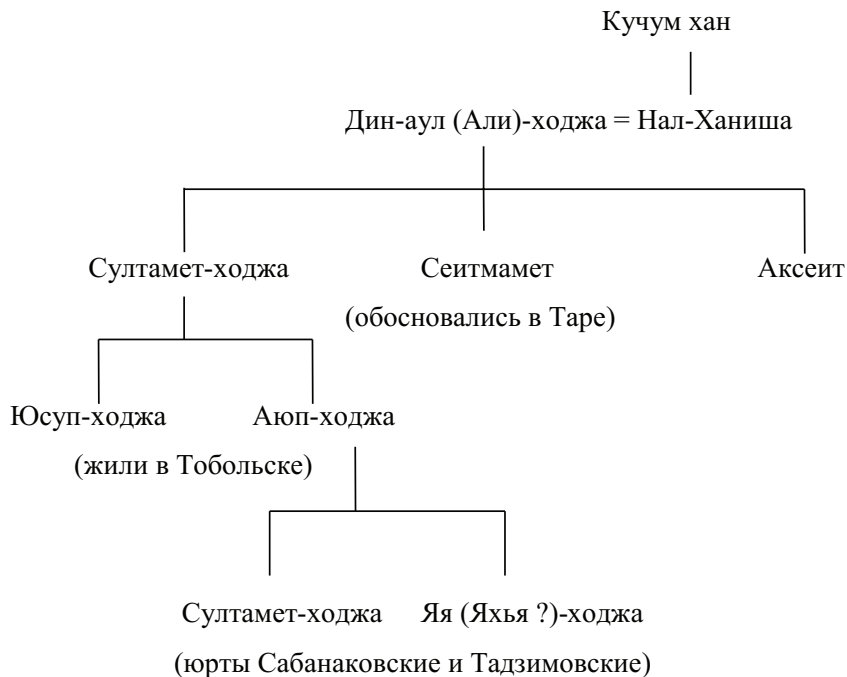 Кучум хан
Дин-аул (Али)-ходжа = Нал-Ханиша
Султамет-ходжа Сеитмамет Аксеит
(обосновались в Таре)
Юсуп-ходжа Аюп-ходжа
(жили в Тобольске)
Султамет-ходжа Яя (Яхья ?)-ходжа
(юрты Сабанаковские и Тадзимовские)